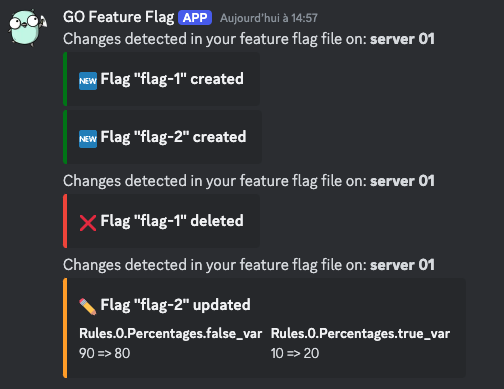 GO Feature Flag APP Aujourd'hui à 14:57
Changes detected in your feature flag file on: server 01
NEW Flag "flag-1" created
NEW Flag "flag-2" created
Changes detected in your feature flag file on: server 01
❌ Flag "flag-1" deleted
Changes detected in your feature flag file on: server 01
✏️ Flag "flag-2" updated
Rules.0.Percentages.false_var Rules.0.Percentages.true_var
90 => 80 10 => 20